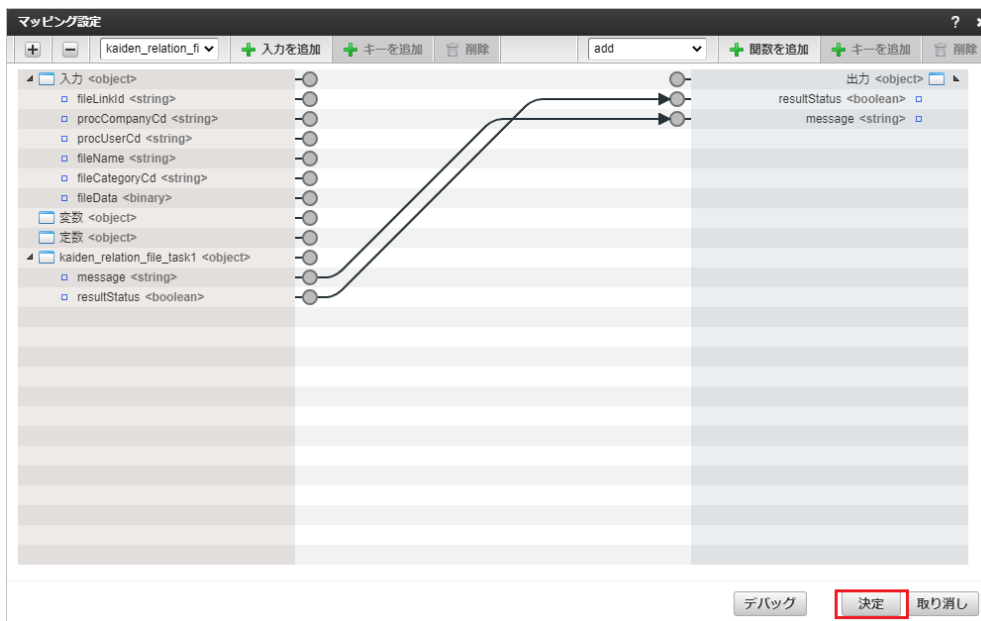 マッピング設定 ?
kaiden_relation_fi 入力を追加 キーを追加 削除 add 関数を追加 キーを追加 削除
入力 <object> 出力 <object>
fileLinkId <string> resultStatus <boolean>
procCompanyCd <string> message <string>
procUserCd <string>
fileName <string>
fileCategoryCd <string>
fileData <binary>
変数 <object>
定数 <object>
kaiden_relation_file_task1 <object>
message <string>
resultStatus <boolean>
デバッグ 決定 取り消し